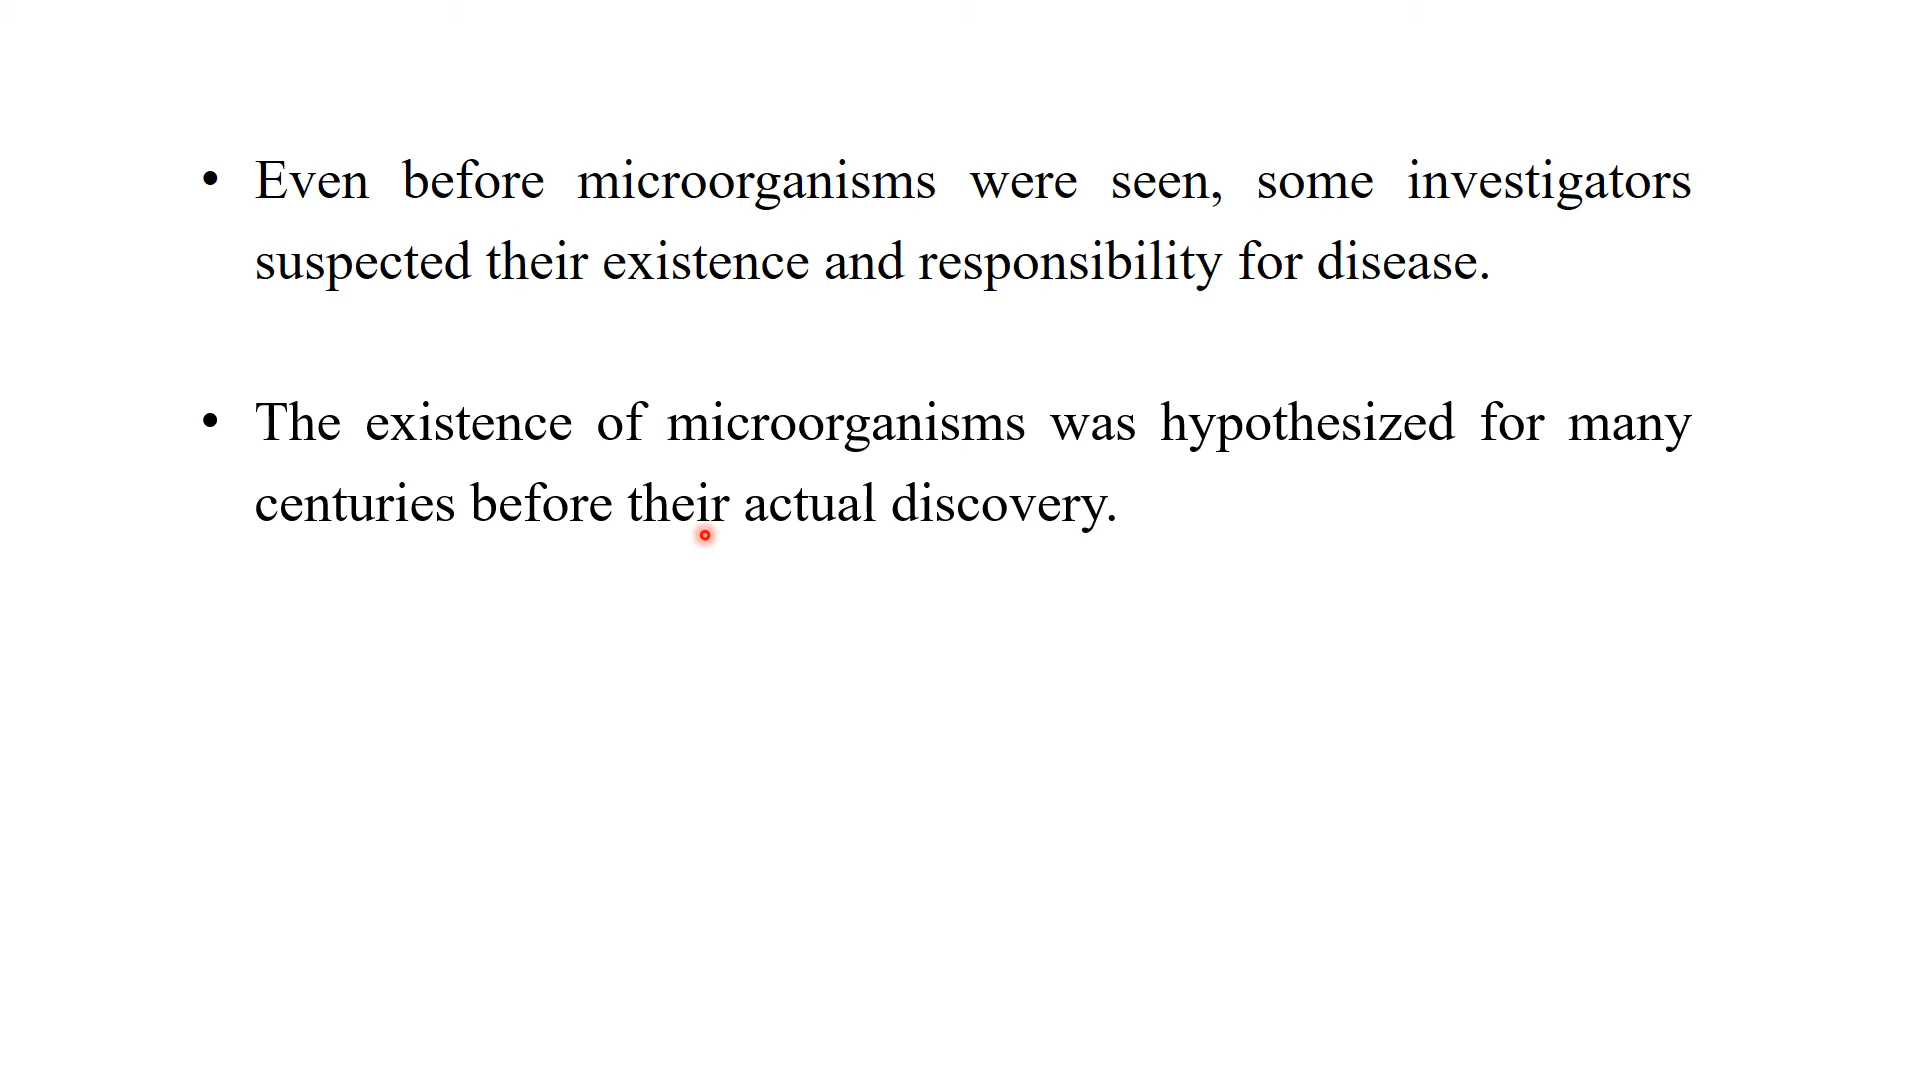 • Even before microorganisms were seen, some investigators
suspected their existence and responsibility for disease.
• The existence of microorganisms was hypothesized for many
centuries before their actual discovery.